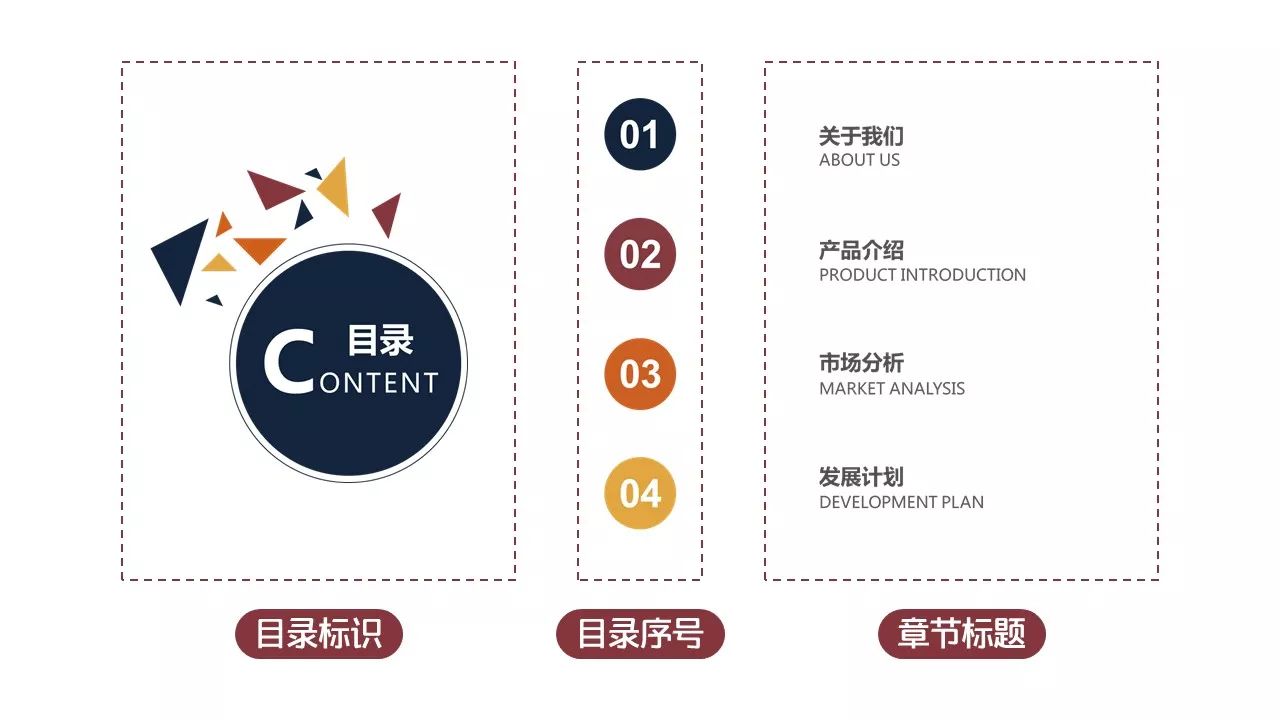 目录
CONTENT
01
02
03
04
关于我们
ABOUT US
产品介绍
PRODUCT INTRODUCTION
市场分析
MARKET ANALYSIS
发展计划
DEVELOPMENT PLAN
目录标识
目录序号
章节标题